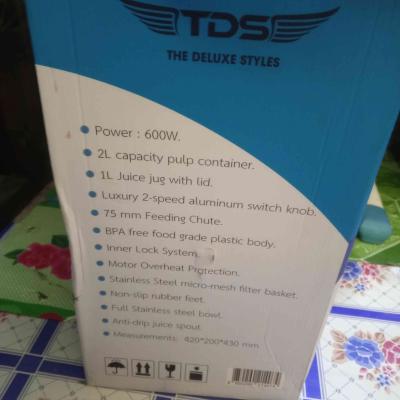 TDS
THE DELUXE STYLES
Power : 600W.
2L capacity pulp container.
1L Juice jug with lid.
Luxury 2-speed aluminum switch knob.
75 mm Feeding Chute.
BPA free food grade plastic body.
Inner Lock System.
Motor Overheat Protection.
Stainless Steel micro-mesh filter basket.
Non-slip rubber feet.
Full Stainless steel bowl.
Anti-drip juice spout.
Measurements: 420*200*430 mm